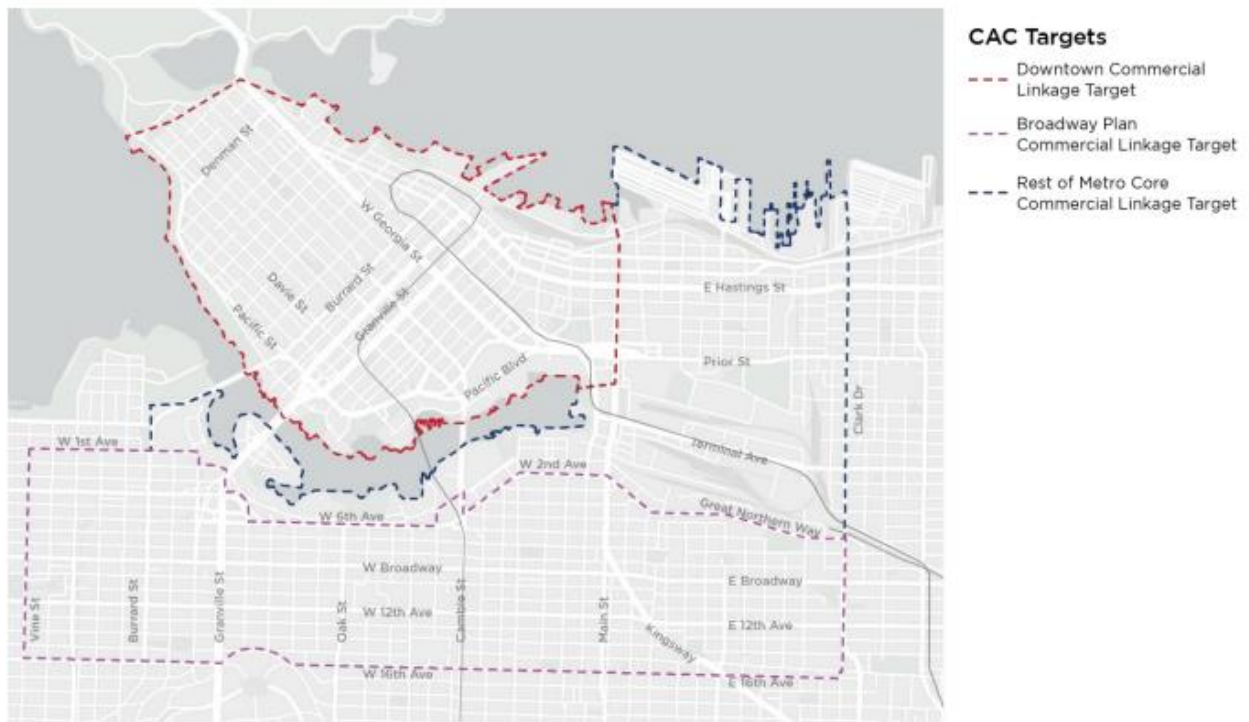 CAC Targets
Downtown Commercial
Linkage Target
Broadway Plan
Commercial Linkage Target
Rest of Metro Core
Commercial Linkage Target
Denman St
W Georgia St
Davie St
Burrard St
Granville St
Pacific St
Pacific Blvd
E Hastings St
Prior St
Clark Dr
Terminal Ave
W 1st Ave
W 2nd Ave
Great Northern Way
W 6th Ave
W Broadway
E Broadway
Vine St
Burrard St
Granville St
Oak St
Cambie St
Main St
W 12th Ave
E 12th Ave
Kingsway
W 16th Ave
E 16th Ave